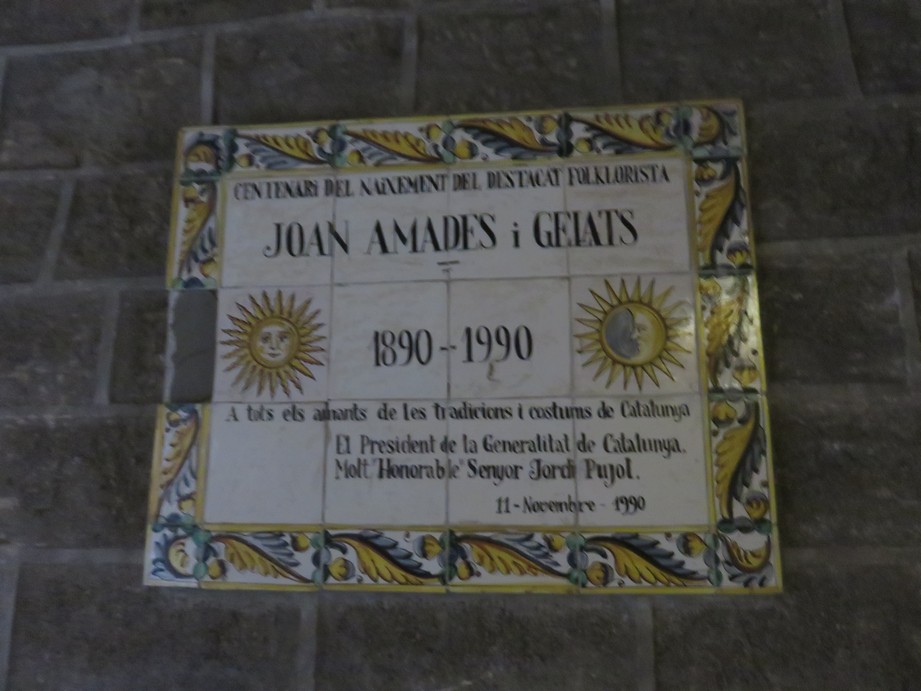 CENTENARI DEL NAIXEMENT DEL DESTACAT FOLKLORISTA
JOAN AMADES i GELATS
1890 - 1990
A tots els amants de les tradicions i costums de Catalunya
El President de la Generalitat de Catalunya.
Molt "Honorable" Senyor Jordi Pujol.
11 - Novembre - 1990